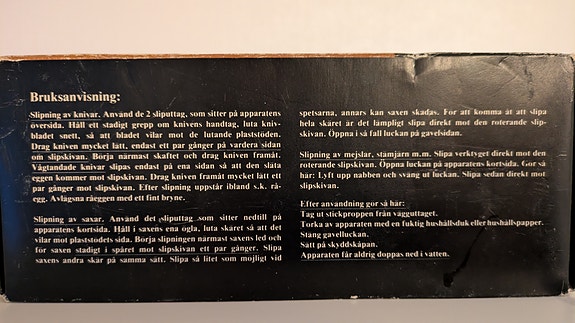 Bruksanvisning:
Slipning av knivar. Använd de 2 sliputtag, som sitter på apparatens
översida. Håll ett stadigt grepp om knivens handtag, luta kniv-
bladet snett, så att bladet vilar mot de lutande plaststöden.
Drag kniven mycket lätt, endast ett par gånger på vardera sidan
om slipskivan. Börja närmast skaftet och drag kniven framåt.
Vågtandade knivar slipas endast på ena sidan så att den släta
eggen kommer mot slipskivan. Drag kniven framåt mycket lätt ett
par gånger mot slipskivan. Efter slipning uppstår ibland s.k. rå-
egg. Avlägsna råeggen med ett fint bryne.
Slipning av saxar. Använd det sliputtag som sitter nedtill på
apparatens kortsida. Håll i saxens ena ögla, luta skäret så att det
vilar mot plaststödets sida. Börja slipningen närmast saxens led och
för saxen stadigt i spåret mot slipskivan ett par gånger. Slipa
saxens andra skär på samma sätt. Slipa så litet som möjligt vid
spetsarna, annars kan saxen skadas. För att komma åt att slipa
hela skäret är det lämpligt slipa direkt mot den roterande slip-
skivan. Öppna i så fall luckan på gavelsidan.
Slipning av mejslar, stämjärn m.m. Slipa verktyget direkt mot den
roterande slipskivan. Öppna luckan på apparatens kortsida. Gör så
här: Lyft upp nabben och sväng ut luckan. Slipa sedan direkt mot
slipskivan.
Efter användning gör så här:
Tag ut stickproppen från vägguttaget.
Torka av apparaten med en fuktig hushållsduk eller hushållspapper.
Stäng gavelluckan.
Sätt på skyddskåpan.
Apparaten får aldrig doppas ned i vatten.